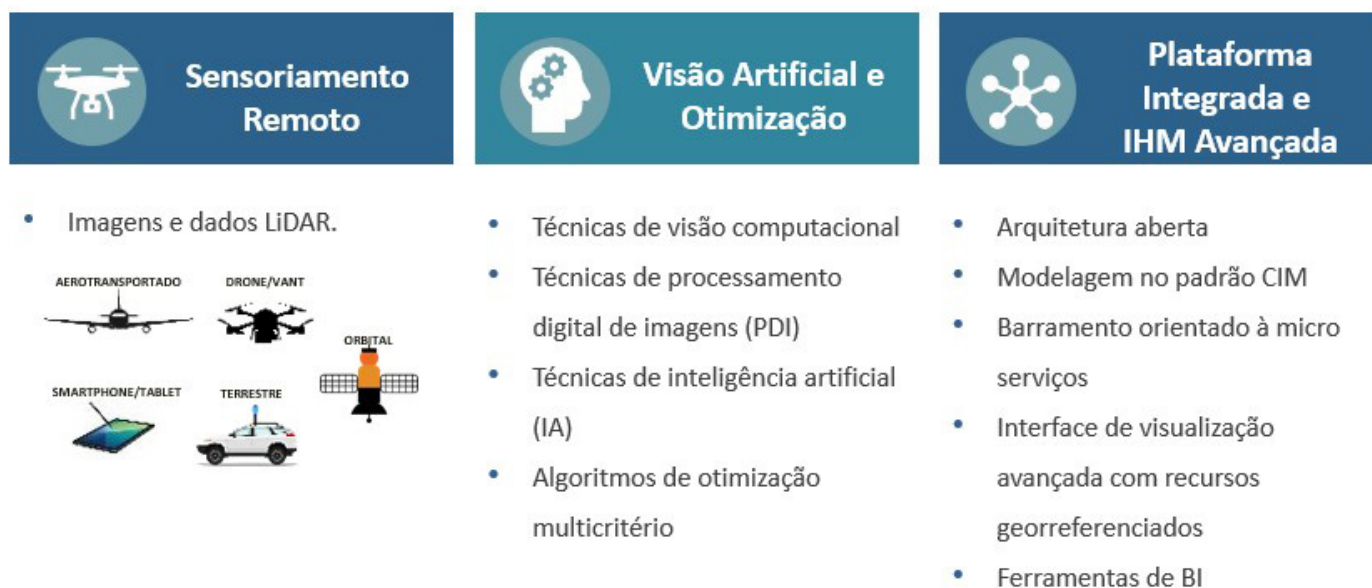 Sensoriamento
Remoto
• Imagens e dados LiDAR.
AEROTRANSPORTADO
DRONE/VANT
ORBITAL
SMARTPHONE/TABLET
TERRESTRE
Visão Artificial e
Otimização
• Técnicas de visão computacional
• Técnicas de processamento
digital de imagens (PDI)
• Técnicas de inteligência artificial
(IA)
• Algoritmos de otimização
multicritério
Plataforma
Integrada e
IHM Avançada
• Arquitetura aberta
• Modelagem no padrão CIM
• Barramento orientado à micro
serviços
• Interface de visualização
avançada com recursos
georreferenciados
• Ferramentas de BI